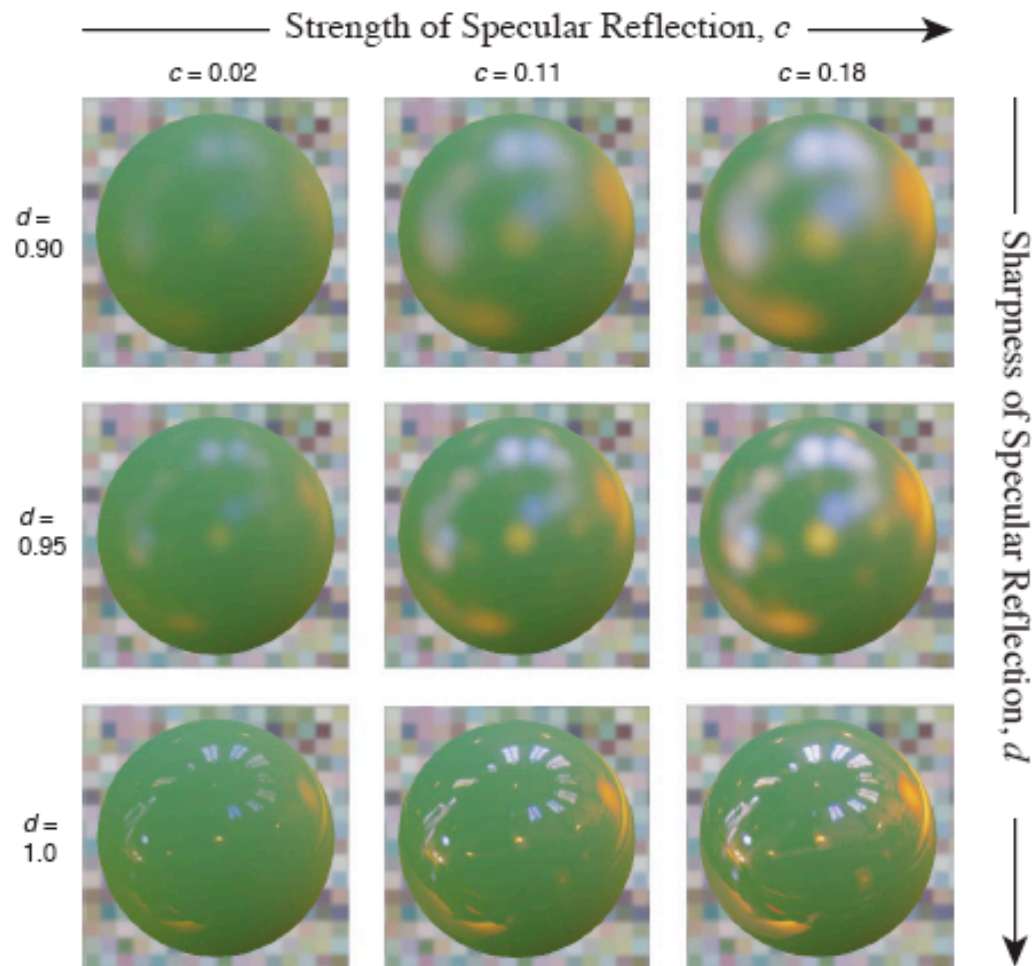 Strength of Specular Reflection, c
c = 0.02
c = 0.11
c = 0.18
d =
0.90
Sharpness of Specular Reflection, d
d =
0.95
d =
1.0